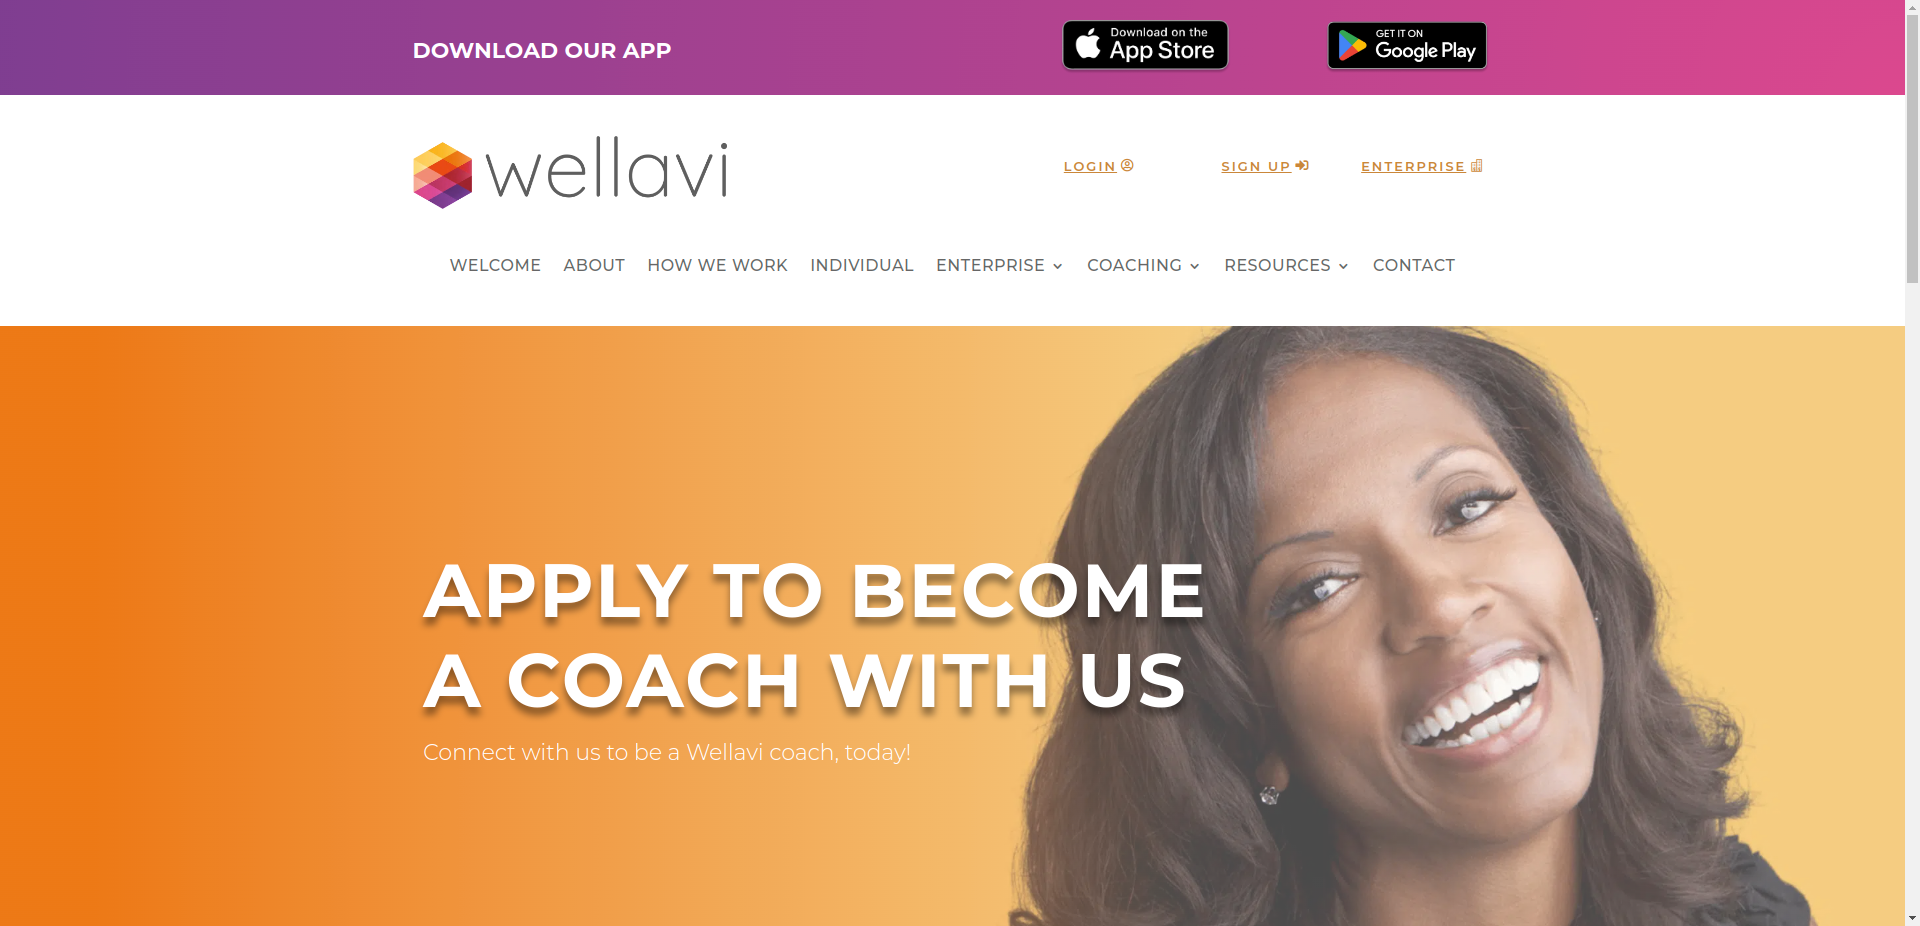 DOWNLOAD OUR APP
Download on the
App Store
GET IT ON
Google Play
wellavi
LOGIN
SIGN UP
ENTERPRISE
WELCOME
ABOUT
HOW WE WORK
INDIVIDUAL
ENTERPRISE
COACHING
RESOURCES
CONTACT
APPLY TO BECOME
A COACH WITH US
Connect with us to be a Wellavi coach, today!